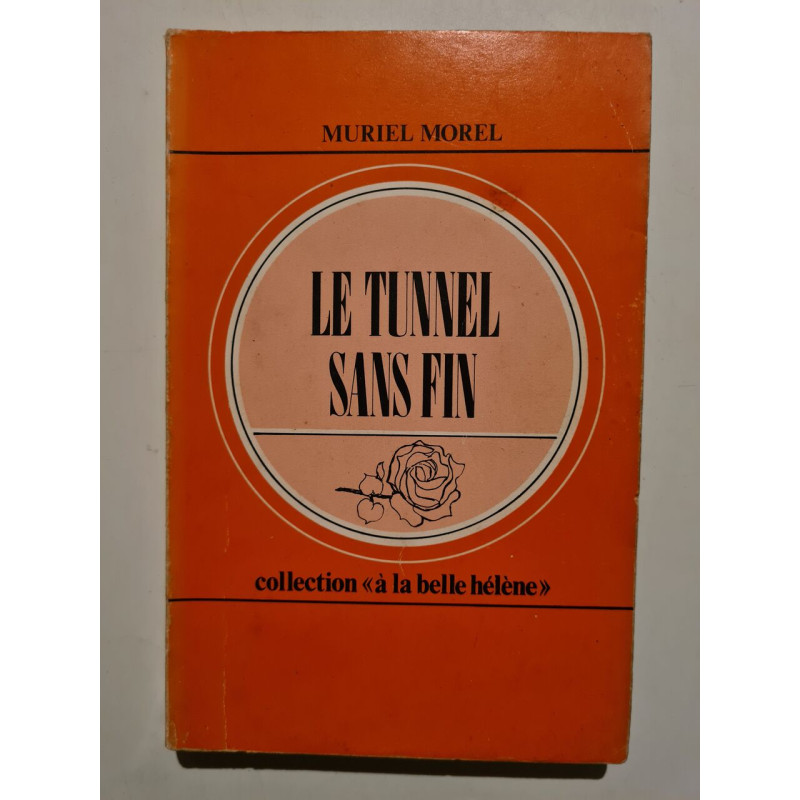 MURIEL MOREL
LE TUNNEL
SANS FIN
collection «à la belle hélène»